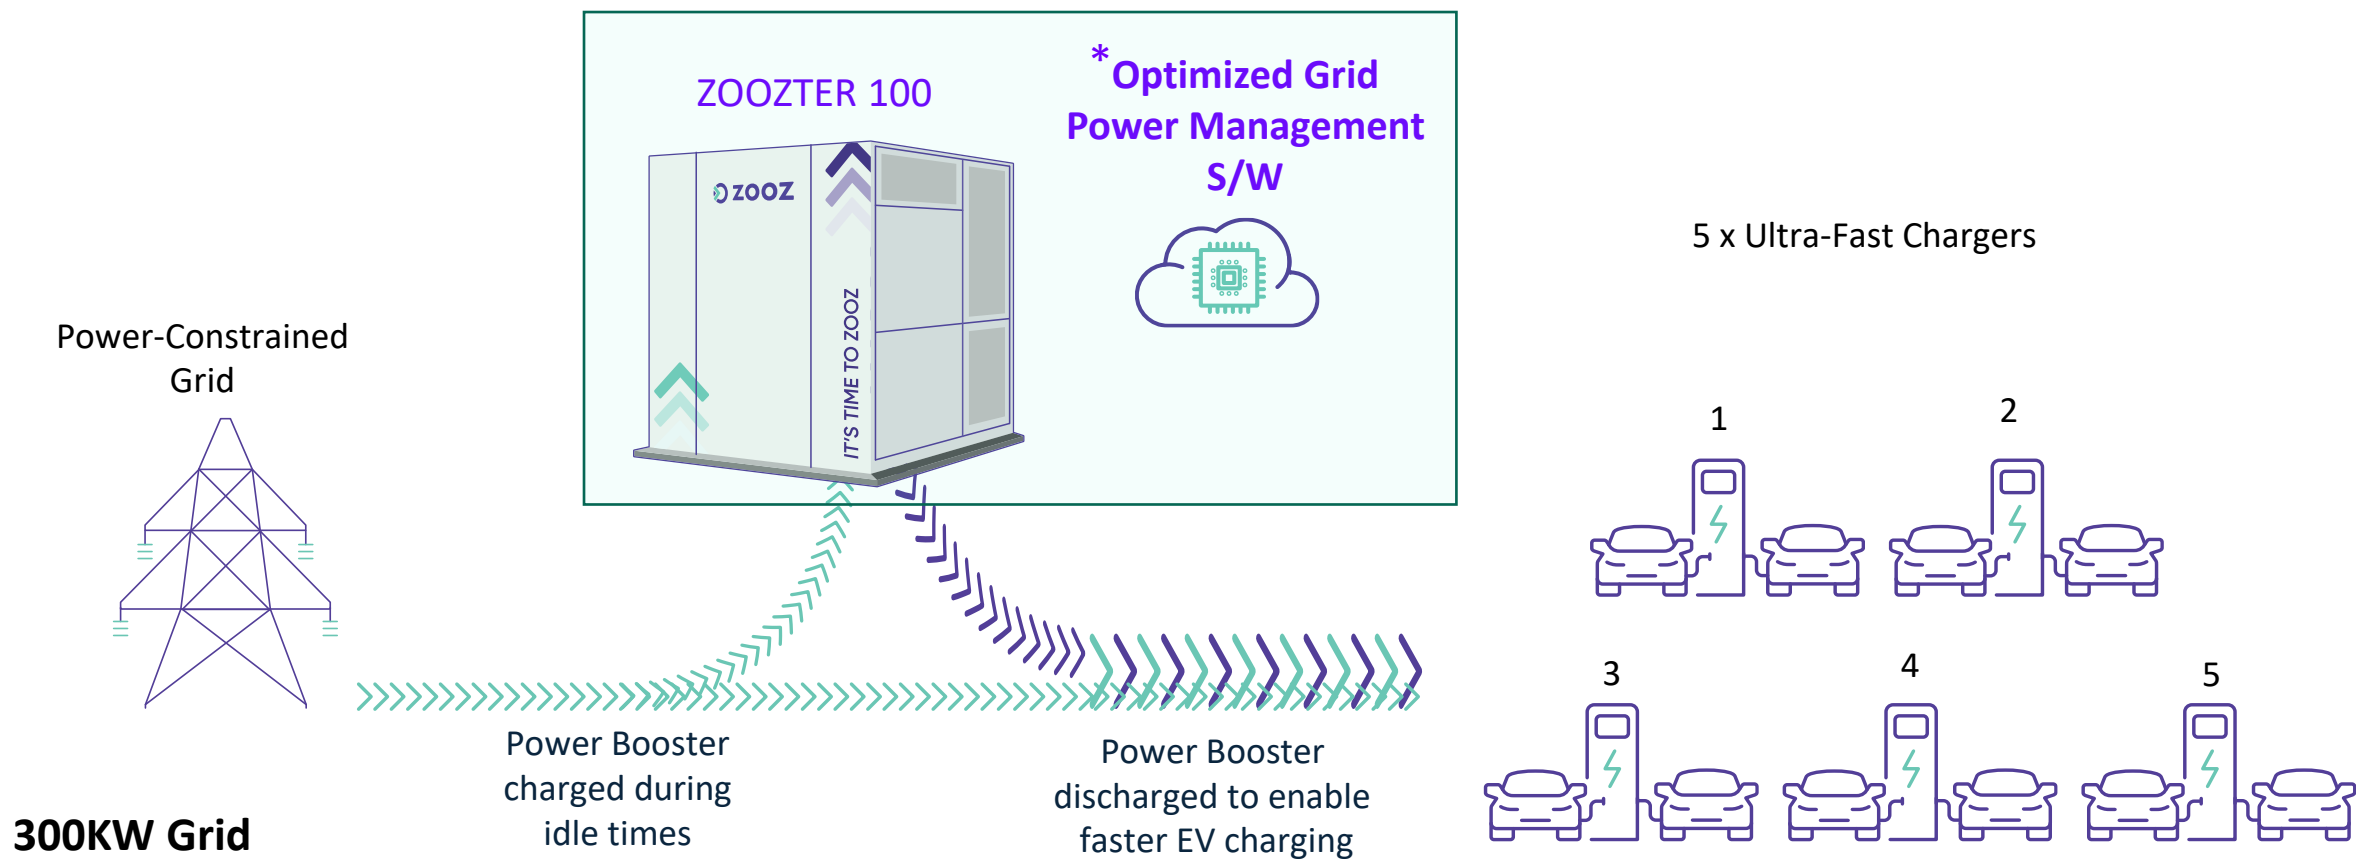 ZOOZTER 100
*Optimized Grid
Power Management
S/W
ZOOZ
IT'S TIME TO ZOOZ
5 x Ultra-Fast Chargers
Power-Constrained
Grid
1
2
3
4
5
Power Booster
charged during
idle times
Power Booster
discharged to enable
faster EV charging
300KW Grid